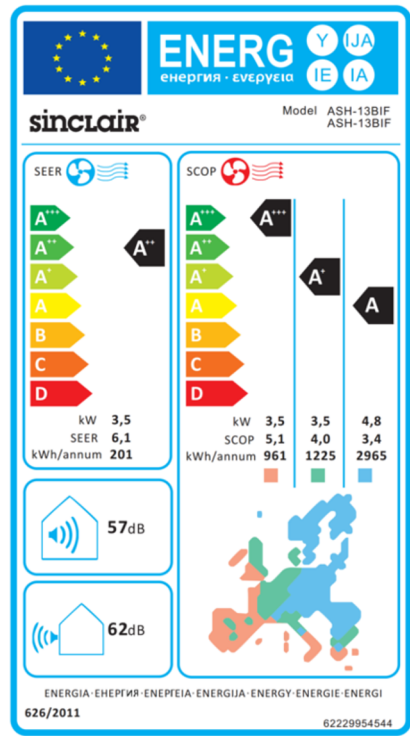 ENERG
енергия · ενεργεια
Y IJA
IE IA
sinclair®
Model ASH-13BIF
ASH-13BIF
SEER
A+++
A++
A+
A
B
C
D
A++
kW 3,5
SEER 6,1
kWh/annum 201
SCOP
A+++
A++
A+
A
B
C
D
A+++
A+
A
kW 3,5 3,5 4,8
SCOP 5,1 4,0 3,4
kWh/annum 961 1225 2965
57dB
62dB
ENERGIA·ЕНЕРГИЯ·ΕΝΕΡΓΕΙΑ·ENERGIJA·ENERGY·ENERGIE·ENERGI
626/2011
62229954544